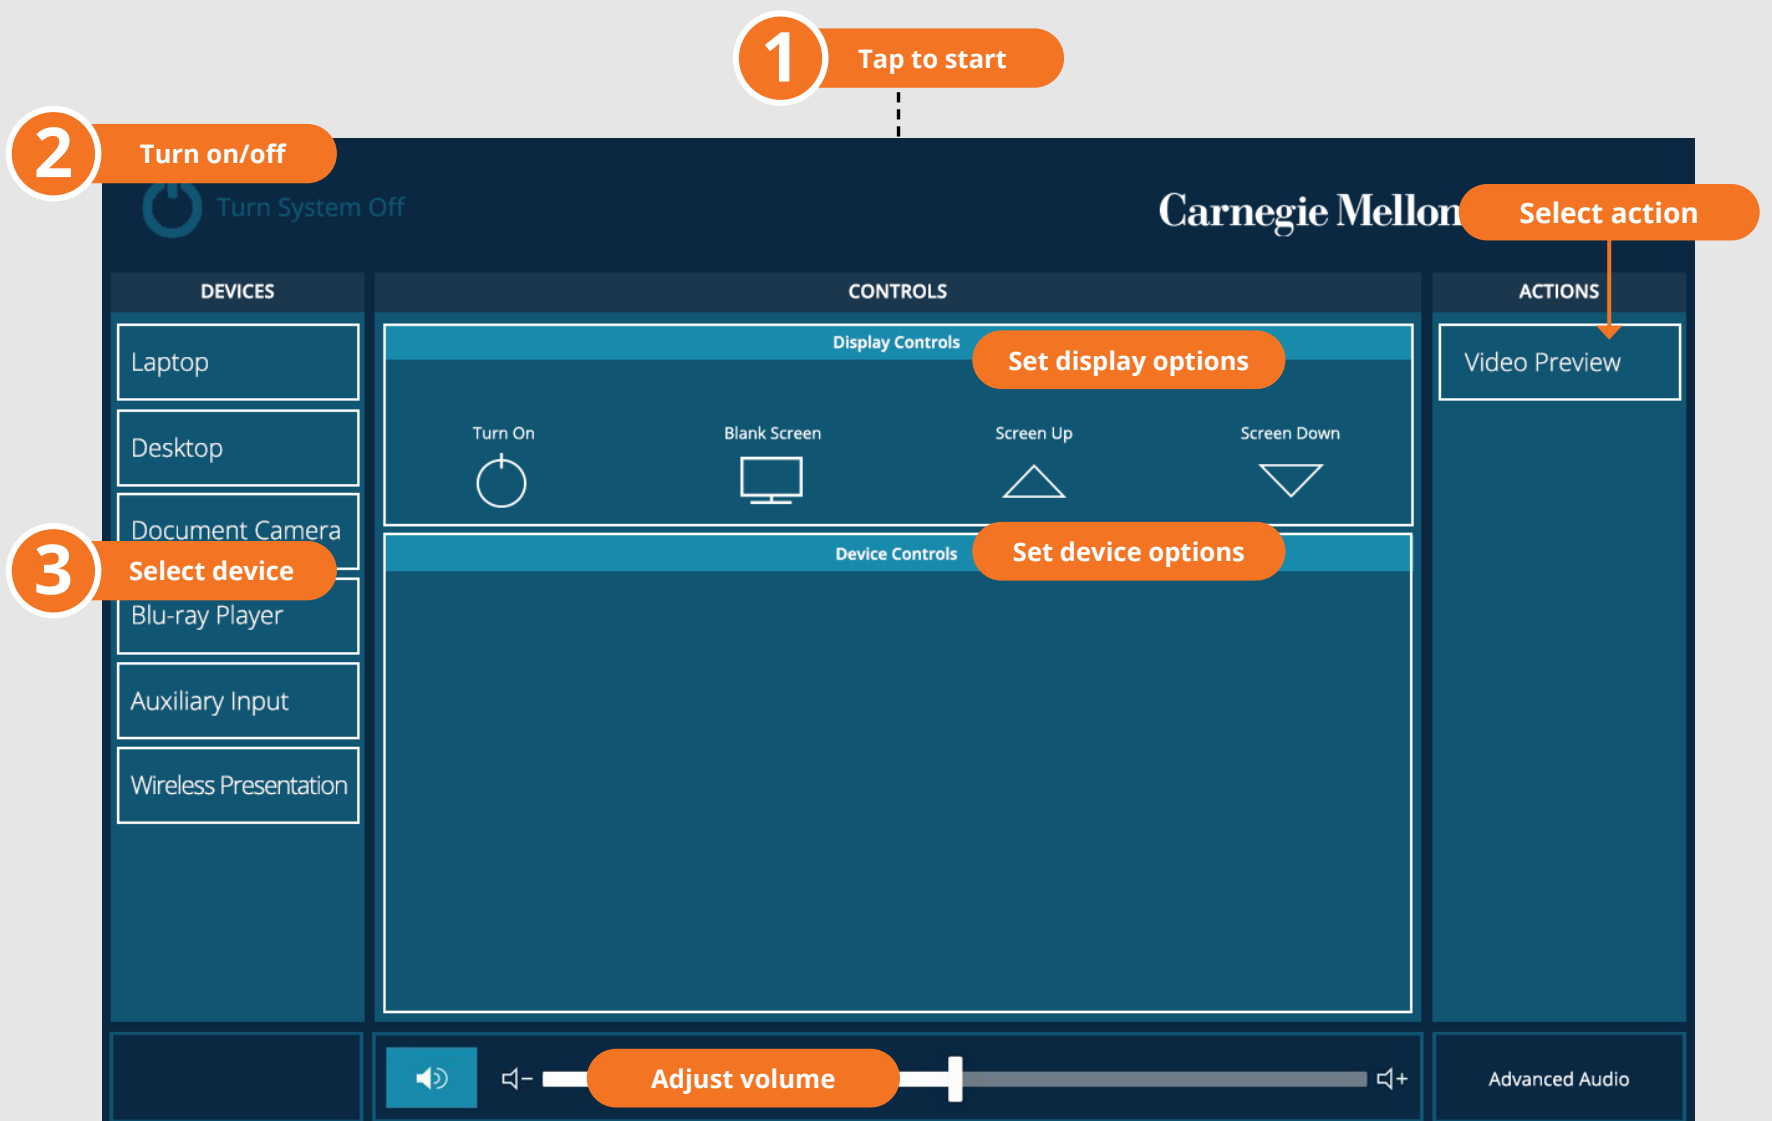 1 Tap to start
2 Turn on/off
Turn System Off
Carnegie Mellon
Select action
DEVICES
CONTROLS
ACTIONS
Laptop
Desktop
Document Camera
3 Select device
Blu-ray Player
Auxiliary Input
Wireless Presentation
Display Controls
Set display options
Turn On
Blank Screen
Screen Up
Screen Down
Device Controls
Set device options
Video Preview
Adjust volume
Advanced Audio